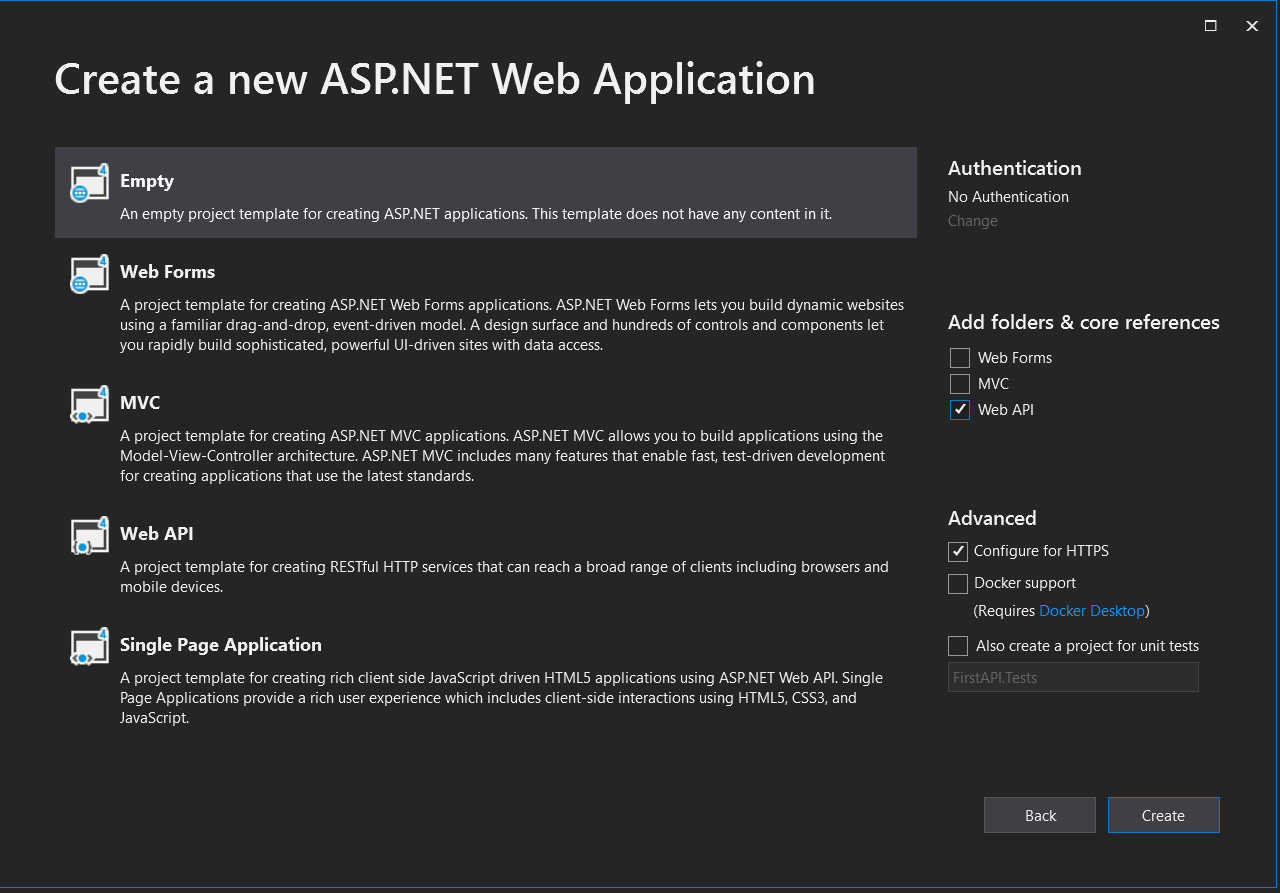 Create a new ASP.NET Web Application
Empty
An empty project template for creating ASP.NET applications. This template does not have any content in it.
Web Forms
A project template for creating ASP.NET Web Forms applications. ASP.NET Web Forms lets you build dynamic websites
using a familiar drag-and-drop, event-driven model. A design surface and hundreds of controls and components let
you rapidly build sophisticated, powerful UI-driven sites with data access.
MVC
A project template for creating ASP.NET MVC applications. ASP.NET MVC allows you to build applications using the
Model-View-Controller architecture. ASP.NET MVC includes many features that enable fast, test-driven development
for creating applications that use the latest standards.
Web API
A project template for creating RESTful HTTP services that can reach a broad range of clients including browsers and
mobile devices.
Single Page Application
A project template for creating rich client side JavaScript driven HTML5 applications using ASP.NET Web API. Single
Page Applications provide a rich user experience which includes client-side interactions using HTML5, CSS3, and
JavaScript.
Authentication
No Authentication
Change
Add folders & core references
Web Forms
MVC
Web API
Advanced
Configure for HTTPS
Docker support
(Requires Docker Desktop)
Also create a project for unit tests
FirstAPI.Tests
Back
Create